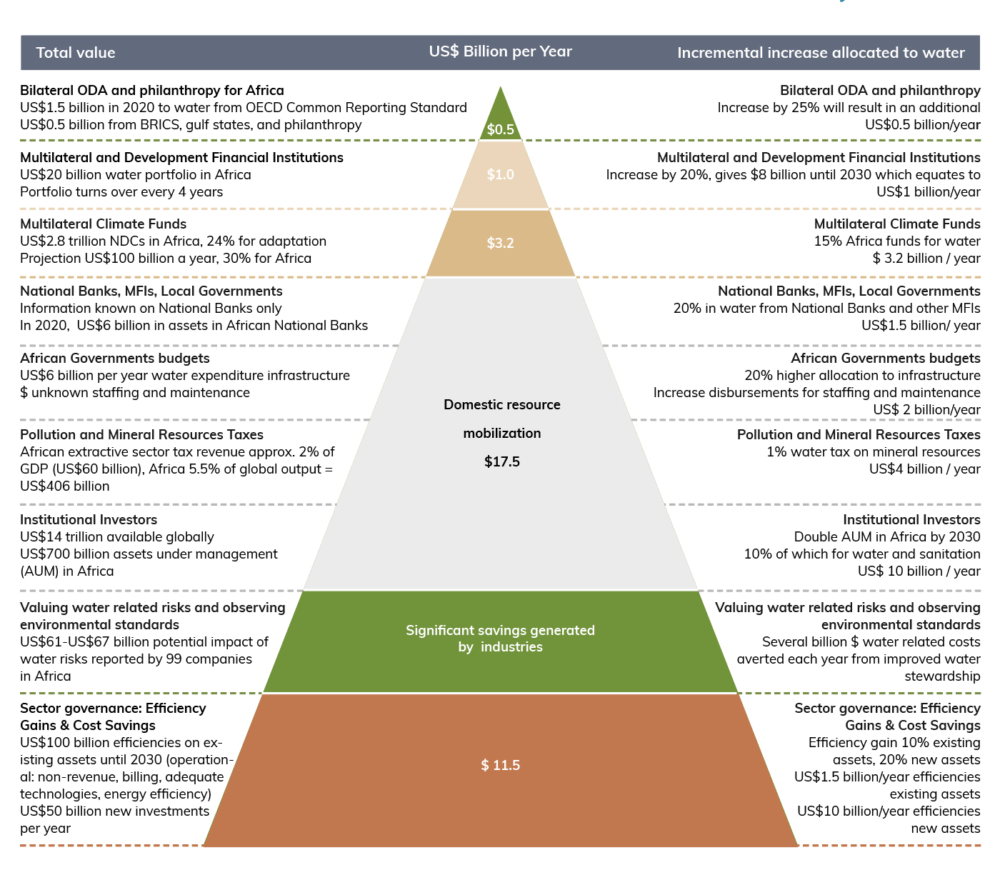 Total value
US$ Billion per Year
Incremental increase allocated to water
Bilateral ODA and philanthropy for Africa
US$1.5 billion in 2020 to water from OECD Common Reporting Standard
US$0.5 billion from BRICS, gulf states, and philanthropy
$0.5
Bilateral ODA and philanthropy
Increase by 25% will result in an additional
US$0.5 billion/year
Multilateral and Development Financial Institutions
US$20 billion water portfolio in Africa
Portfolio turns over every 4 years
$1.0
Multilateral and Development Financial Institutions
Increase by 20%, gives $8 billion until 2030 which equates to
US$1 billion/year
Multilateral Climate Funds
US$2.8 trillion NDCs in Africa, 24% for adaptation
Projection US$100 billion a year, 30% for Africa
$3.2
Multilateral Climate Funds
15% Africa funds for water
$ 3.2 billion / year
National Banks, MFIs, Local Governments
Information known on National Banks only
In 2020,  US$6 billion in assets in African National Banks
National Banks, MFIs, Local Governments
20% in water from National Banks and other MFIs
US$1.5 billion/ year
African Governments budgets
US$6 billion per year water expenditure infrastructure
$ unknown staffing and maintenance
African Governments budgets
20% higher allocation to infrastructure
Increase disbursements for staffing and maintenance
US$ 2 billion/year
Domestic resource
mobilization
$17.5
Pollution and Mineral Resources Taxes
African extractive sector tax revenue approx. 2% of
GDP (US$60 billion), Africa 5.5% of global output =
US$406 billion
Pollution and Mineral Resources Taxes
1% water tax on mineral resources
US$4 billion / year
Institutional Investors
US$14 trillion available globally
US$700 billion assets under management
(AUM) in Africa
Institutional Investors
Double AUM in Africa by 2030
10% of which for water and sanitation
US$ 10 billion / year
Valuing water related risks and observing
environmental standards
US$61-US$67 billion potential impact of
water risks reported by 99 companies
in Africa
Significant savings generated
by  industries
Valuing water related risks and observing
environmental standards
Several billion $ water related costs
averted each year from improved water
stewardship
Sector governance: Efficiency
Gains & Cost Savings
US$100 billion efficiencies on ex-
isting assets until 2030 (operation-
al: non-revenue, billing, adequate
technologies, energy efficiency)
US$50 billion new investments
per year
$ 11.5
Sector governance: Efficiency
Gains & Cost Savings
Efficiency gain 10% existing
assets, 20% new assets
US$1.5 billion/year efficiencies
existing assets
US$10 billion/year efficiencies
new assets